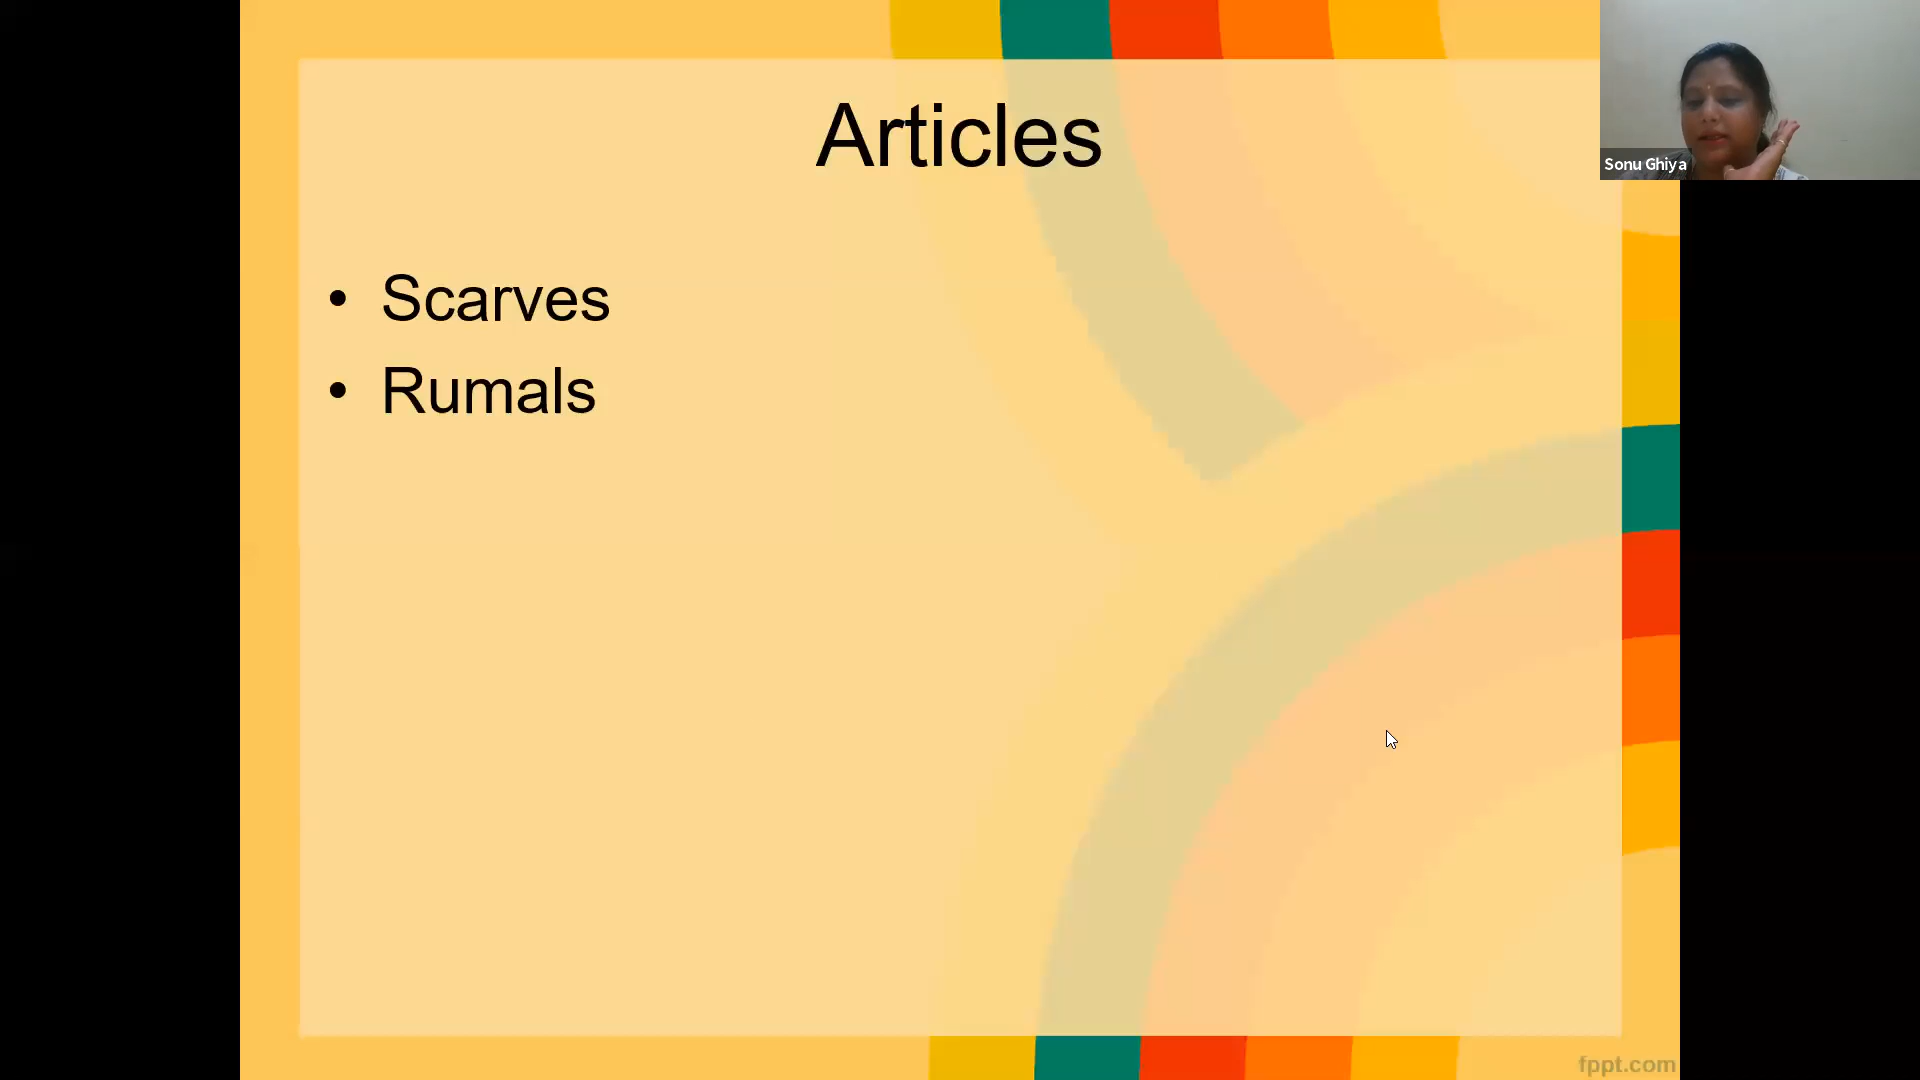 Articles
Sonu Ghiya
• Scarves
• Rumals
fppt.com